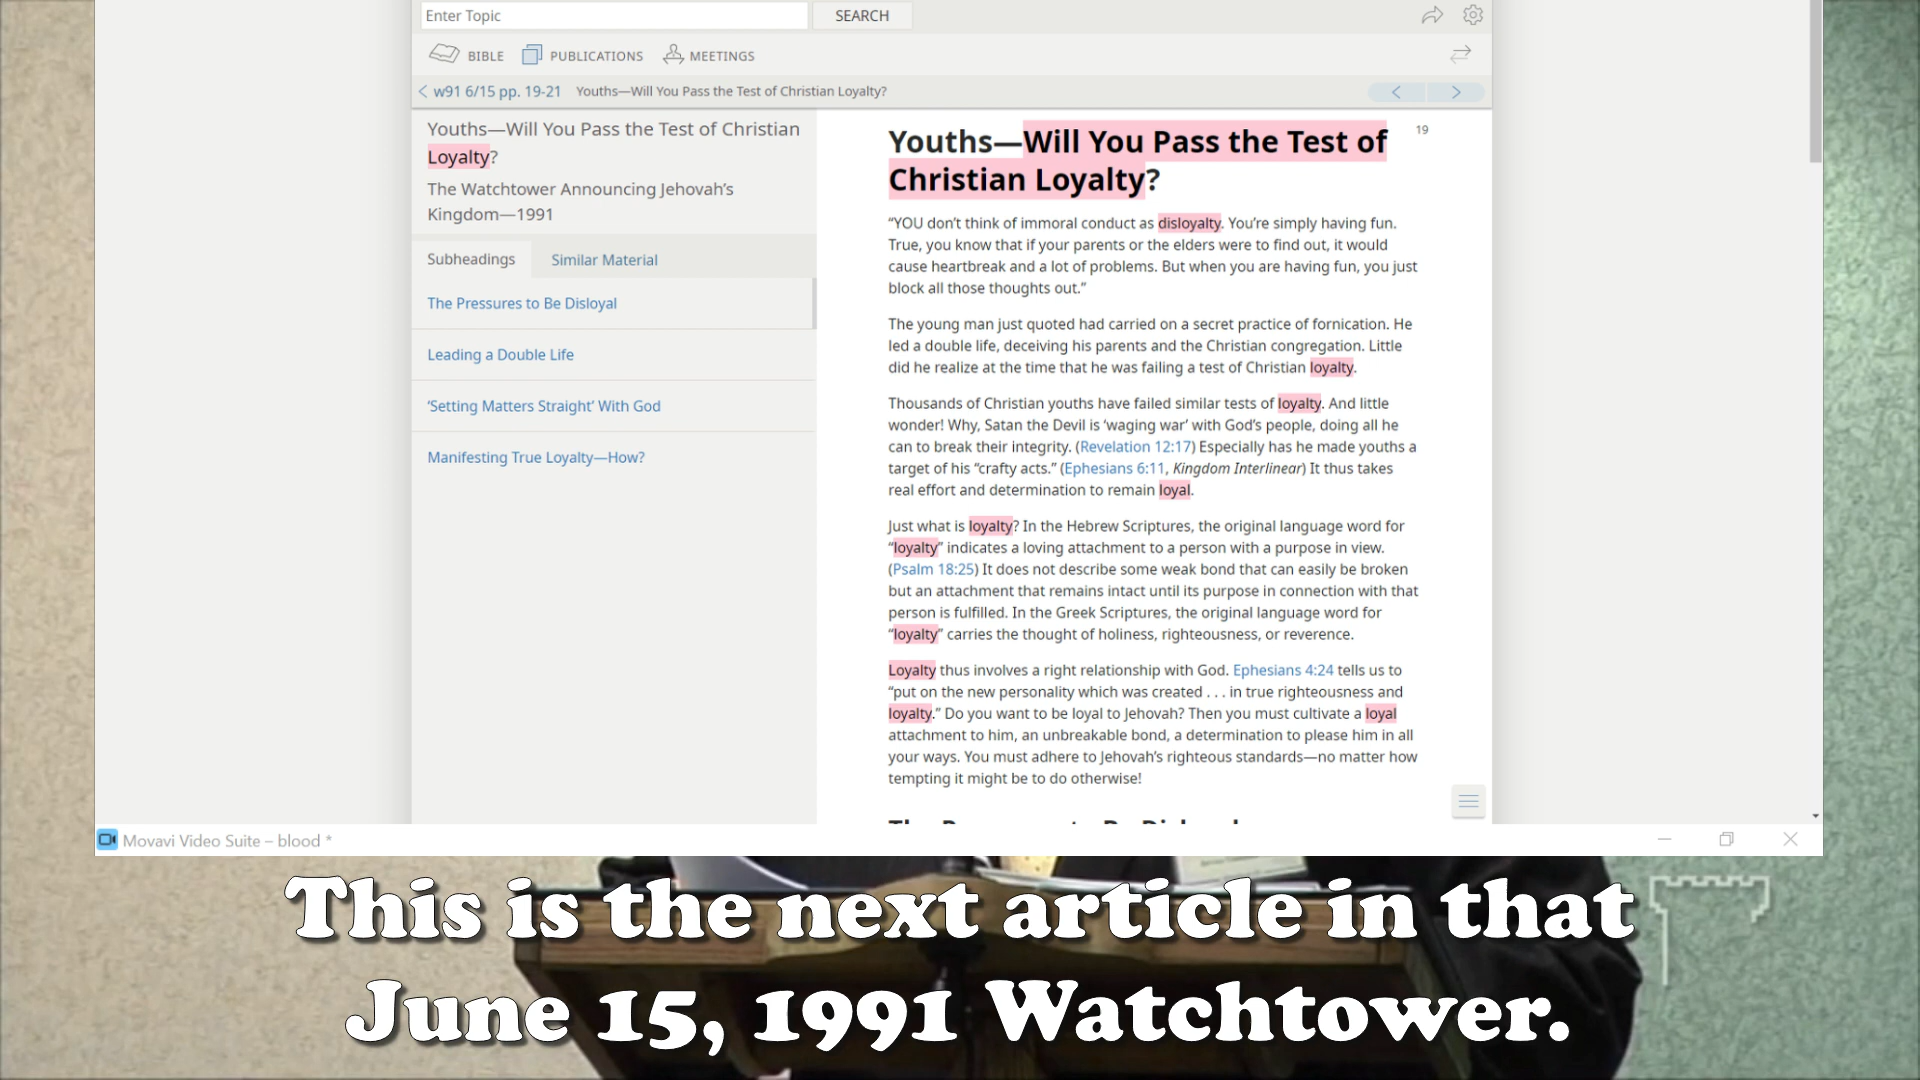 Enter Topic
SEARCH
BIBLE
PUBLICATIONS
MEETINGS
w91 6/15 pp. 19-21
Youths—Will You Pass the Test of Christian Loyalty?
Youths—Will You Pass the Test of Christian
Loyalty?
The Watchtower Announcing Jehovah’s
Kingdom—1991
Subheadings
Similar Material
The Pressures to Be Disloyal
Leading a Double Life
‘Setting Matters Straight’ With God
Manifesting True Loyalty—How?
19
Youths—Will You Pass the Test of
Christian Loyalty?
“YOU don’t think of immoral conduct as disloyalty. You’re simply having fun.
True, you know that if your parents or the elders were to find out, it would
cause heartbreak and a lot of problems. But when you are having fun, you just
block all those thoughts out.”
The young man just quoted had carried on a secret practice of fornication. He
led a double life, deceiving his parents and the Christian congregation. Little
did he realize at the time that he was failing a test of Christian loyalty.
Thousands of Christian youths have failed similar tests of loyalty. And little
wonder! Why, Satan the Devil is ‘waging war’ with God’s people, doing all he
can to break their integrity. (Revelation 12:17) Especially has he made youths a
target of his “crafty acts.” (Ephesians 6:11, Kingdom Interlinear) It thus takes
real effort and determination to remain loyal.
Just what is loyalty? In the Hebrew Scriptures, the original language word for
“loyalty” indicates a loving attachment to a person with a purpose in view.
(Psalm 18:25) It does not describe some weak bond that can easily be broken
but an attachment that remains intact until its purpose in connection with that
person is fulfilled. In the Greek Scriptures, the original language word for
“loyalty” carries the thought of holiness, righteousness, or reverence.
Loyalty thus involves a right relationship with God. Ephesians 4:24 tells us to
“put on the new personality which was created . . . in true righteousness and
loyalty.” Do you want to be loyal to Jehovah? Then you must cultivate a loyal
attachment to him, an unbreakable bond, a determination to please him in all
your ways. You must adhere to Jehovah’s righteous standards—no matter how
tempting it might be to do otherwise!
Movavi Video Suite – blood *
This is the next article in that
June 15, 1991 Watchtower.